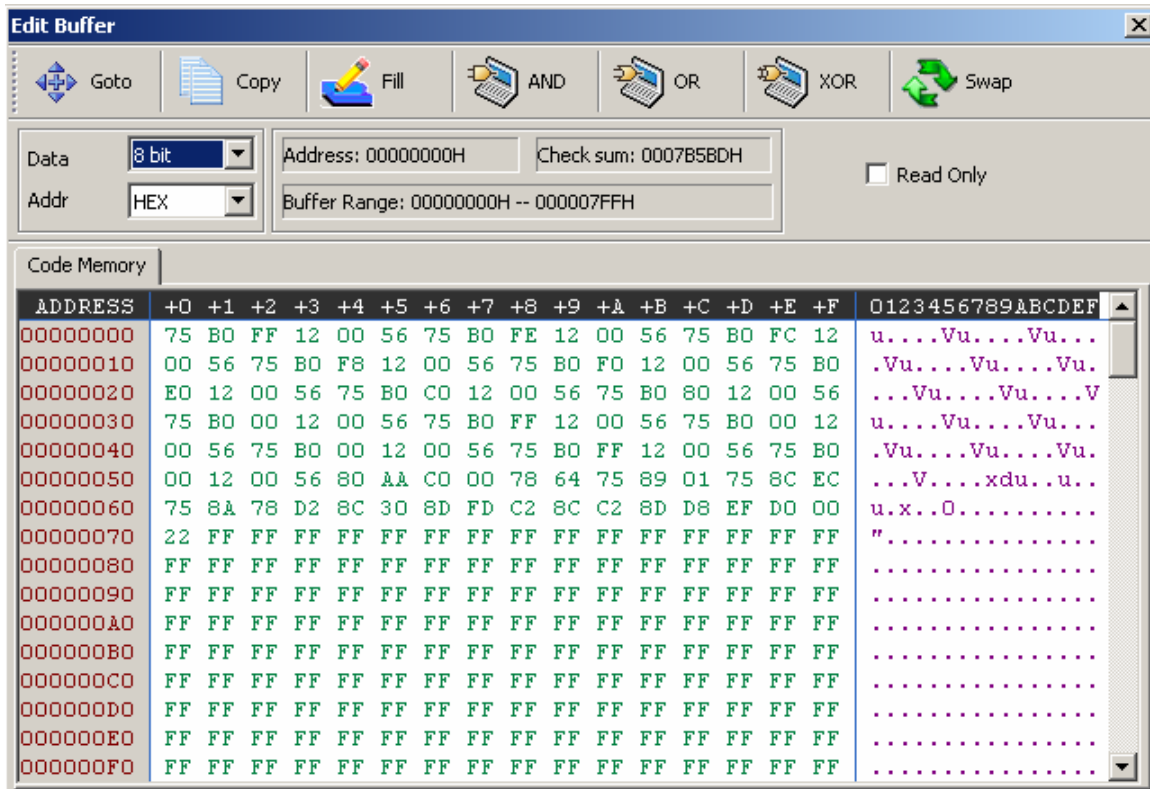 Edit Buffer
Goto Copy Fill AND OR XOR Swap
Data 8 bit Address: 00000000H Check sum: 0007B5BDH Read Only
Addr HEX Buffer Range: 00000000H -- 000007FFH
Code Memory
ADDRESS +0 +1 +2 +3 +4 +5 +6 +7 +8 +9 +A +B +C +D +E +F 0123456789ABCDEF
00000000 75 B0 FF 12 00 56 75 B0 FE 12 00 56 75 B0 FC 12 u....Vu....Vu...
00000010 00 56 75 B0 F8 12 00 56 75 B0 F0 12 00 56 75 B0 .Vu....Vu....Vu.
00000020 E0 12 00 56 75 B0 C0 12 00 56 75 B0 80 12 00 56 ...Vu....Vu....V
00000030 75 B0 00 12 00 56 75 B0 FF 12 00 56 75 B0 00 12 u....Vu....Vu...
00000040 00 56 75 B0 00 12 00 56 75 B0 FF 12 00 56 75 B0 .Vu....Vu....Vu.
00000050 00 12 00 56 80 AA C0 00 78 64 75 89 01 75 8C EC ...V....xdu..u..
00000060 75 8A 78 D2 8C 30 8D FD C2 8C C2 8D D8 EF D0 00 u.x..0..........
00000070 22 FF FF FF FF FF FF FF FF FF FF FF FF FF FF FF "...............
00000080 FF FF FF FF FF FF FF FF FF FF FF FF FF FF FF FF ................
00000090 FF FF FF FF FF FF FF FF FF FF FF FF FF FF FF FF ................
000000A0 FF FF FF FF FF FF FF FF FF FF FF FF FF FF FF FF ................
000000B0 FF FF FF FF FF FF FF FF FF FF FF FF FF FF FF FF ................
000000C0 FF FF FF FF FF FF FF FF FF FF FF FF FF FF FF FF ................
000000D0 FF FF FF FF FF FF FF FF FF FF FF FF FF FF FF FF ................
000000E0 FF FF FF FF FF FF FF FF FF FF FF FF FF FF FF FF ................
000000F0 FF FF FF FF FF FF FF FF FF FF FF FF FF FF FF FF ................